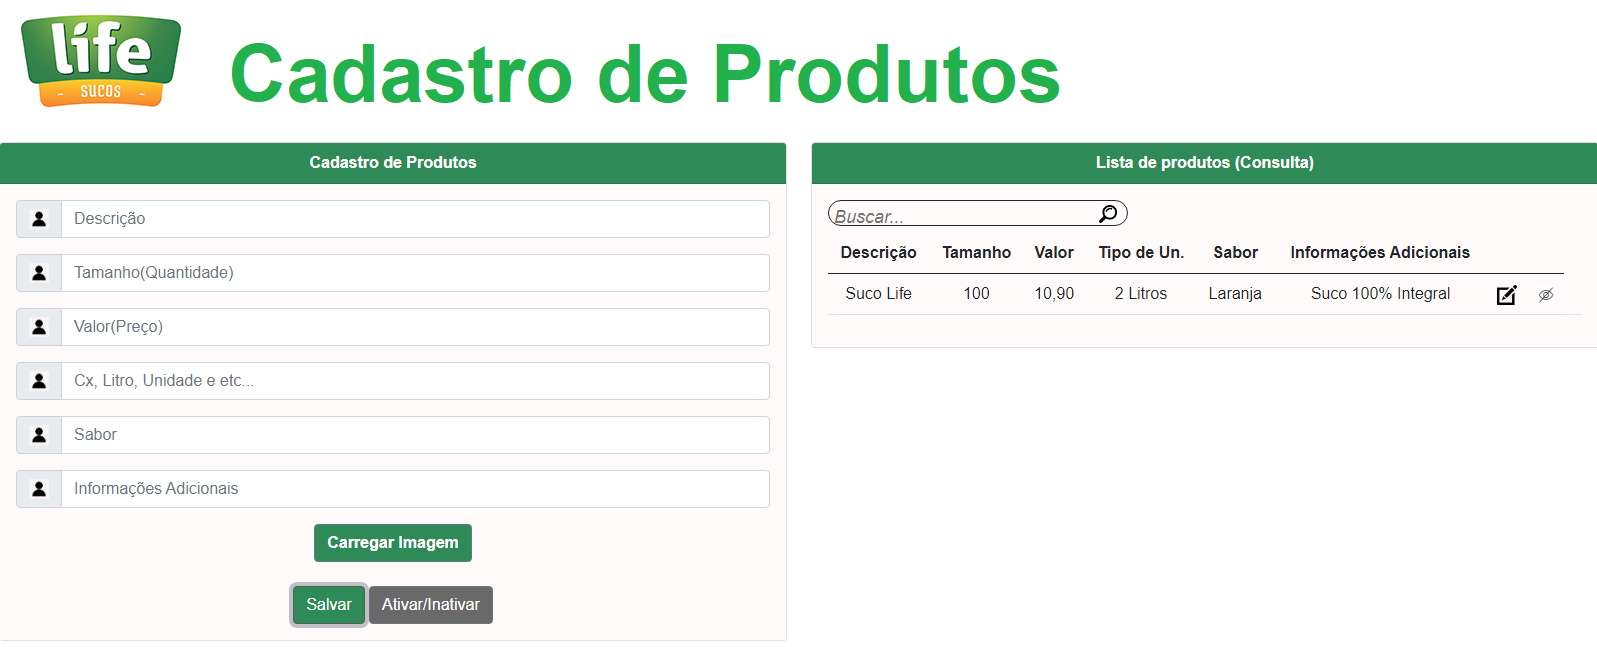 life
SUCOS
Cadastro de Produtos
Cadastro de Produtos
Descrição
Tamanho(Quantidade)
Valor(Preço)
Cx, Litro, Unidade e etc...
Sabor
Informações Adicionais
Carregar Imagem
Salvar Ativar/Inativar
Lista de produtos (Consulta)
Buscar...
Descrição Tamanho Valor Tipo de Un. Sabor Informações Adicionais
Suco Life 100 10,90 2 Litros Laranja Suco 100% Integral